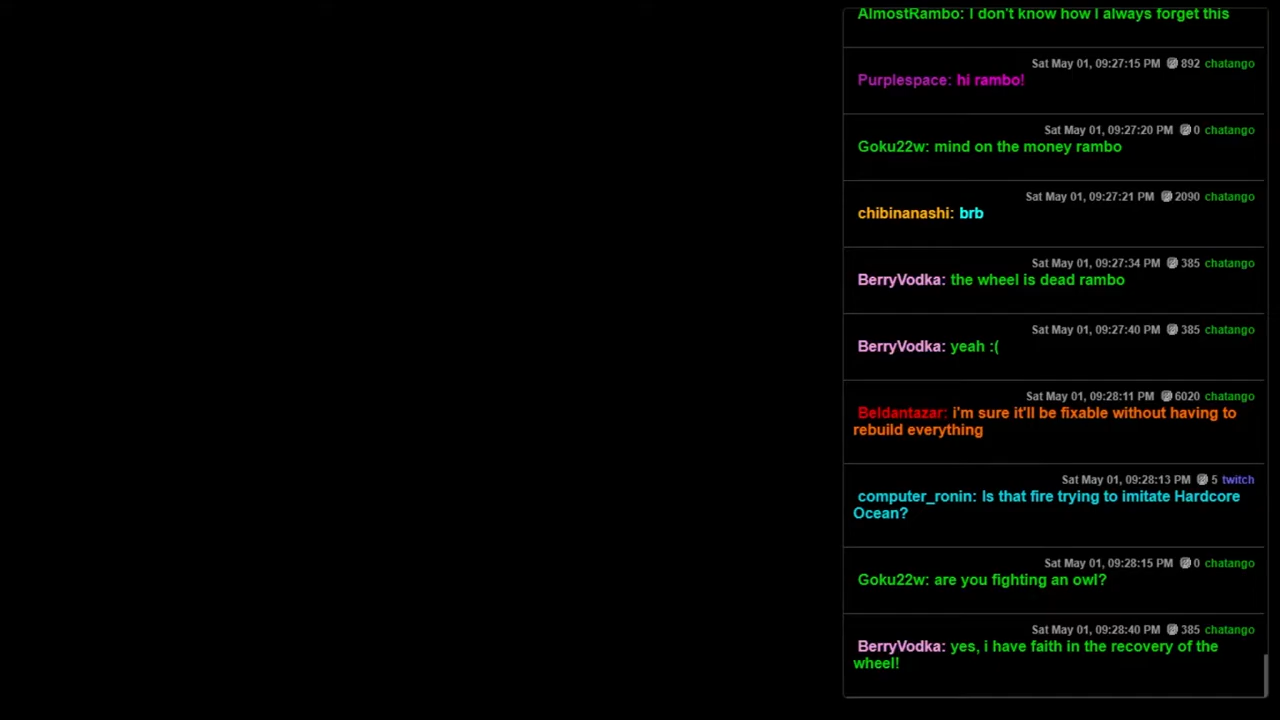 AlmostRambo: I don't know how I always forget this
Sat May 01, 09:27:15 PM 892 chatango
Purplespace: hi rambo!
Sat May 01, 09:27:20 PM 0 chatango
Goku22w: mind on the money rambo
Sat May 01, 09:27:21 PM 2090 chatango
chibinanashi: brb
Sat May 01, 09:27:34 PM 385 chatango
BerryVodka: the wheel is dead rambo
Sat May 01, 09:27:40 PM 385 chatango
BerryVodka: yeah :(
Sat May 01, 09:28:11 PM 6020 chatango
Beldantazar: i'm sure it'll be fixable without having to
rebuild everything
Sat May 01, 09:28:13 PM 5 twitch
computer_ronin: Is that fire trying to imitate Hardcore
Ocean?
Sat May 01, 09:28:15 PM 0 chatango
Goku22w: are you fighting an owl?
Sat May 01, 09:28:40 PM 385 chatango
BerryVodka: yes, i have faith in the recovery of the
wheel!